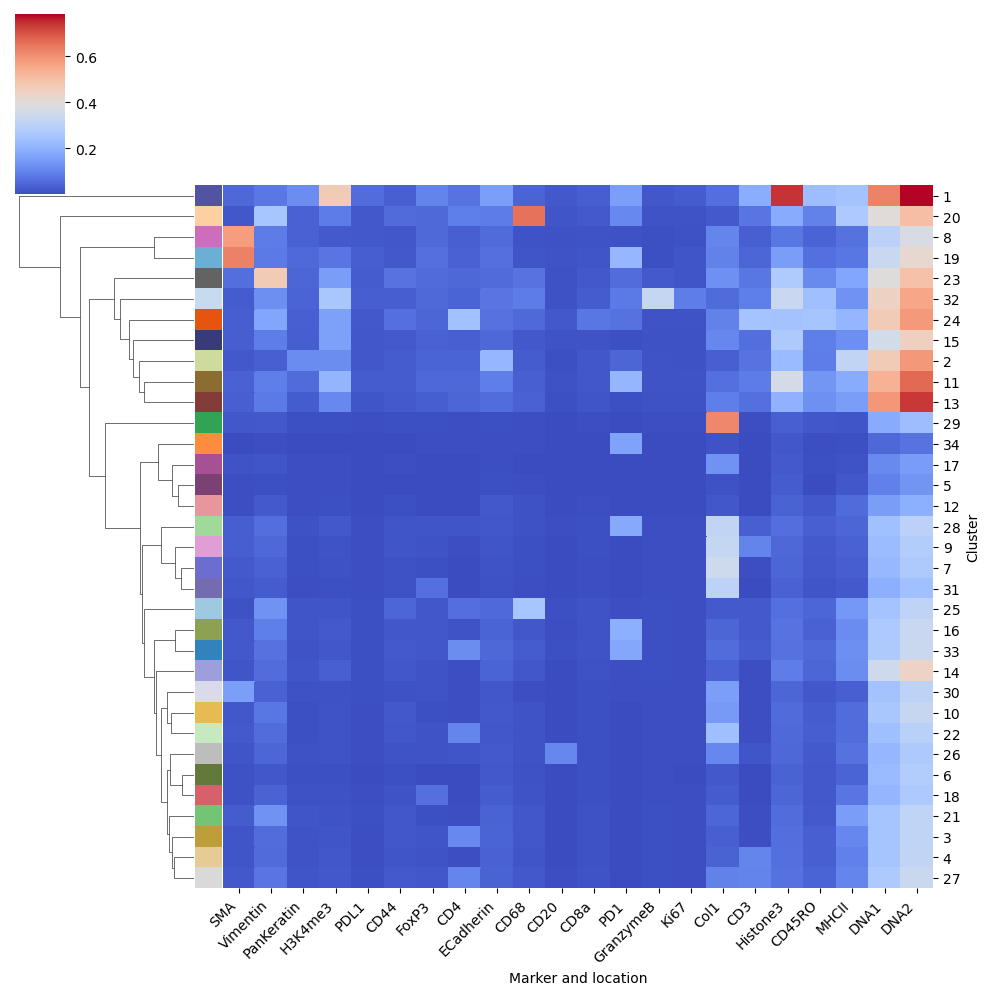 0.6
0.4
0.2
1
20
8
19
23
32
24
15
2
11
13
29
34
17
5
12
28
9
7
31
25
16
33
14
30
10
22
26
6
18
21
3
4
27
Cluster
SMA
Vimentin
PanKeratin
H3K4me3
PDL1
CD44
FoxP3
CD4
ECadherin
CD68
CD20
CD8a
PD1
GranzymeB
Ki67
Col1
CD3
Histone3
CD45RO
MHCII
DNA1
DNA2
Marker and location